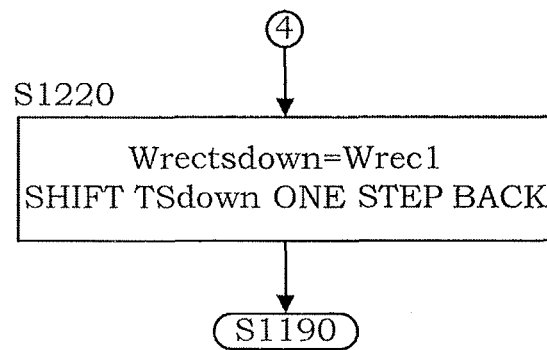 4
S1220
Wrectsdown=Wrec1
SHIFT TSdown ONE STEP BACK
S1190